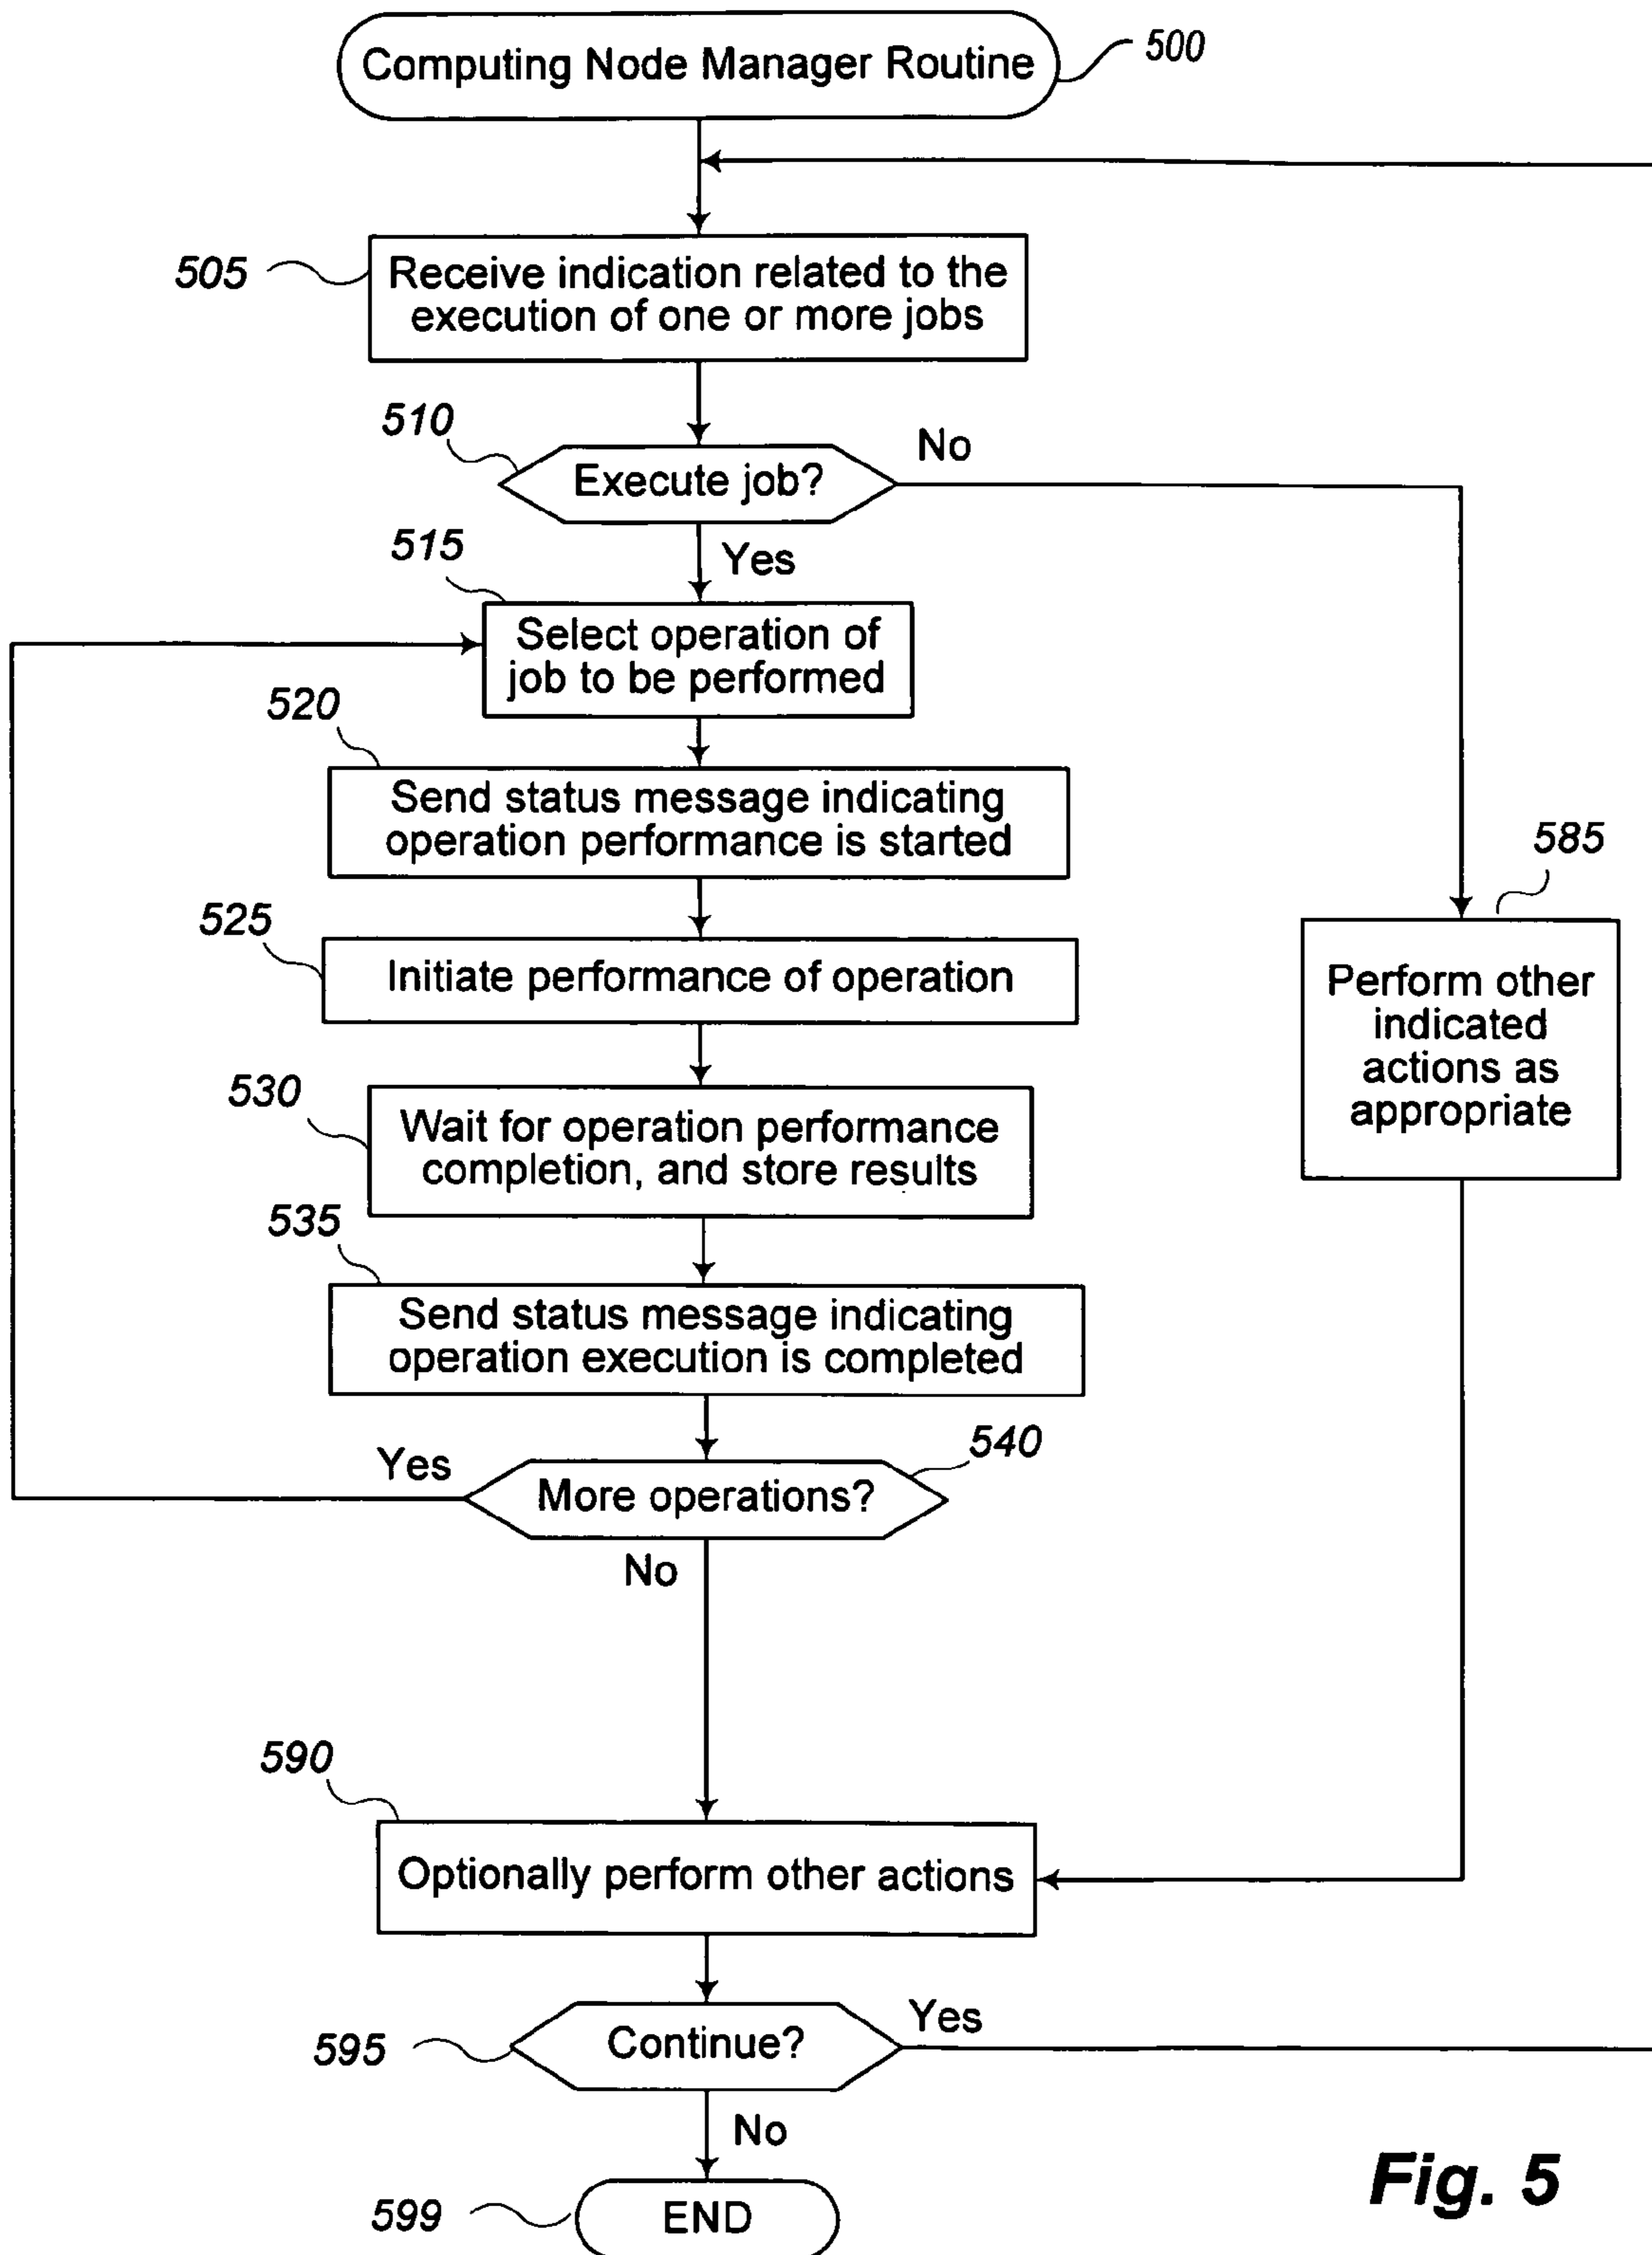 Computing Node Manager Routine
500
505
Receive indication related to the
execution of one or more jobs
510
Execute job?
No
Yes
515
Select operation of
job to be performed
520
Send status message indicating
operation performance is started
525
Initiate performance of operation
530
Wait for operation performance
completion, and store results
535
Send status message indicating
operation execution is completed
540
More operations?
Yes
No
585
Perform other
indicated
actions as
appropriate
590
Optionally perform other actions
595
Continue?
Yes
No
599
END
Fig. 5